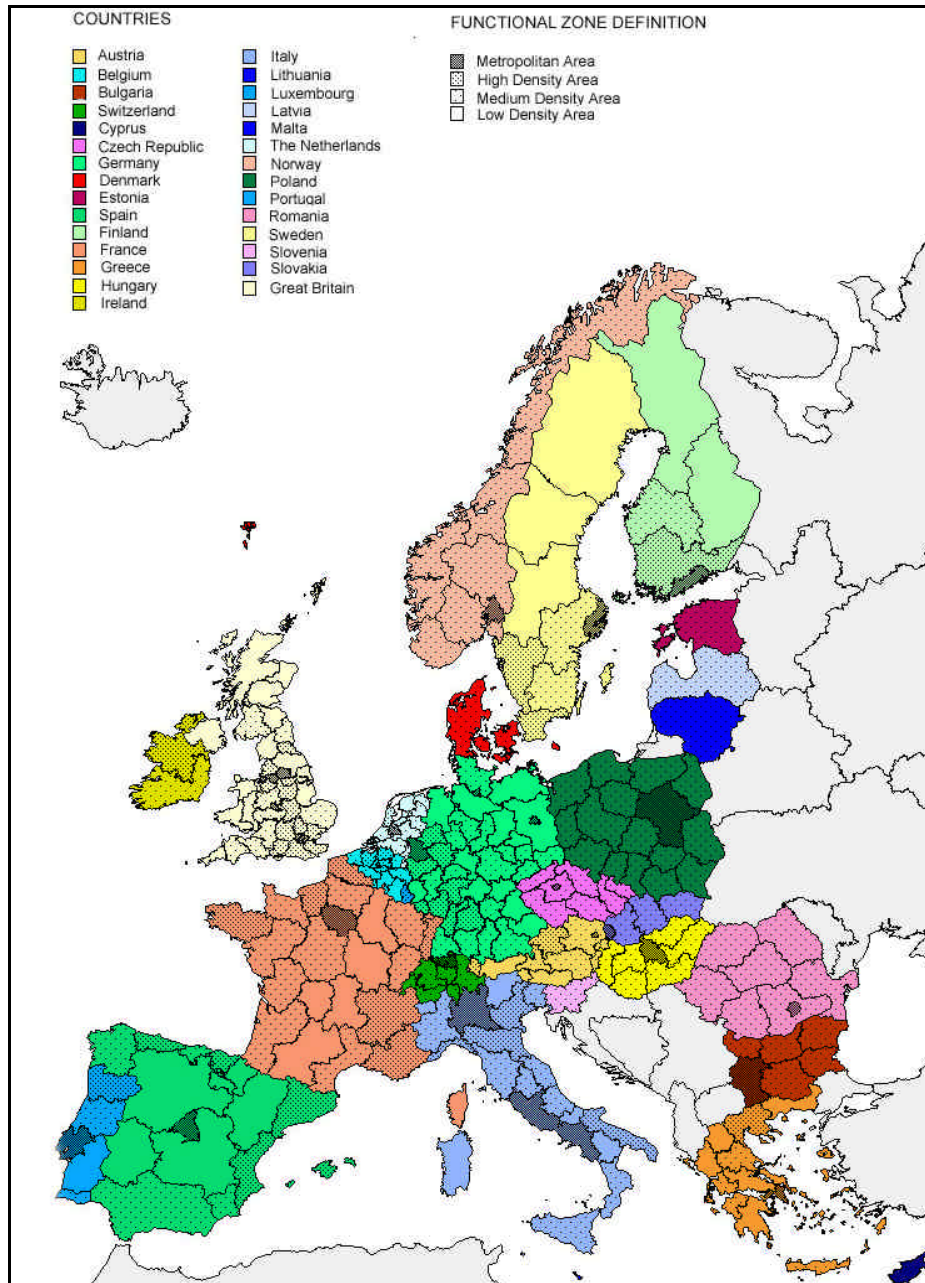 COUNTRIES
Austria
Belgium
Bulgaria
Switzerland
Cyprus
Czech Republic
Germany
Denmark
Estonia
Spain
Finland
France
Greece
Hungary
Ireland
Italy
Lithuania
Luxembourg
Latvia
Malta
The Netherlands
Norway
Poland
Portugal
Romania
Sweden
Slovenia
Slovakia
Great Britain
FUNCTIONAL ZONE DEFINITION
Metropolitan Area
High Density Area
Medium Density Area
Low Density Area